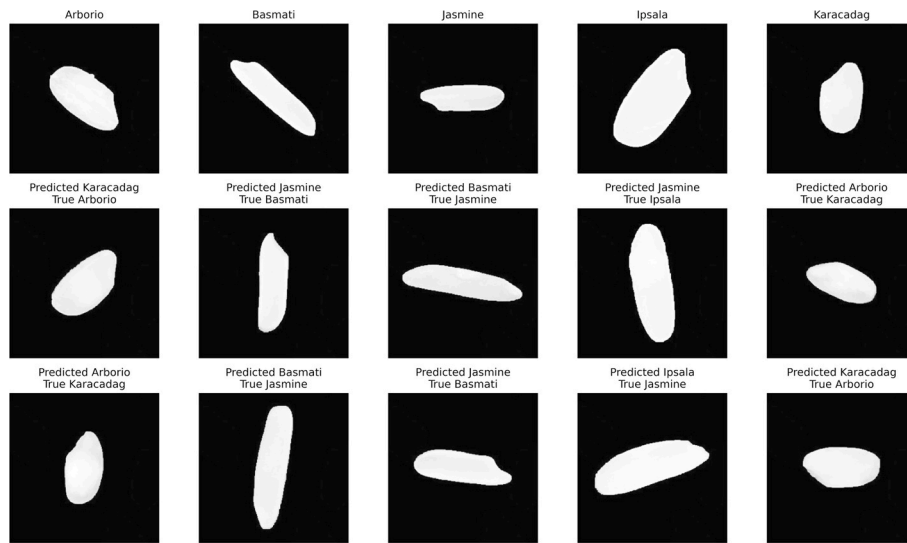 Arborio
Basmati
Jasmine
Ipsala
Karacadag
Predicted Karacadag
True Arborio
Predicted Jasmine
True Basmati
Predicted Basmati
True Jasmine
Predicted Jasmine
True Ipsala
Predicted Arborio
True Karacadag
Predicted Arborio
True Karacadag
Predicted Basmati
True Jasmine
Predicted Jasmine
True Basmati
Predicted Ipsala
True Jasmine
Predicted Karacadag
True Arborio